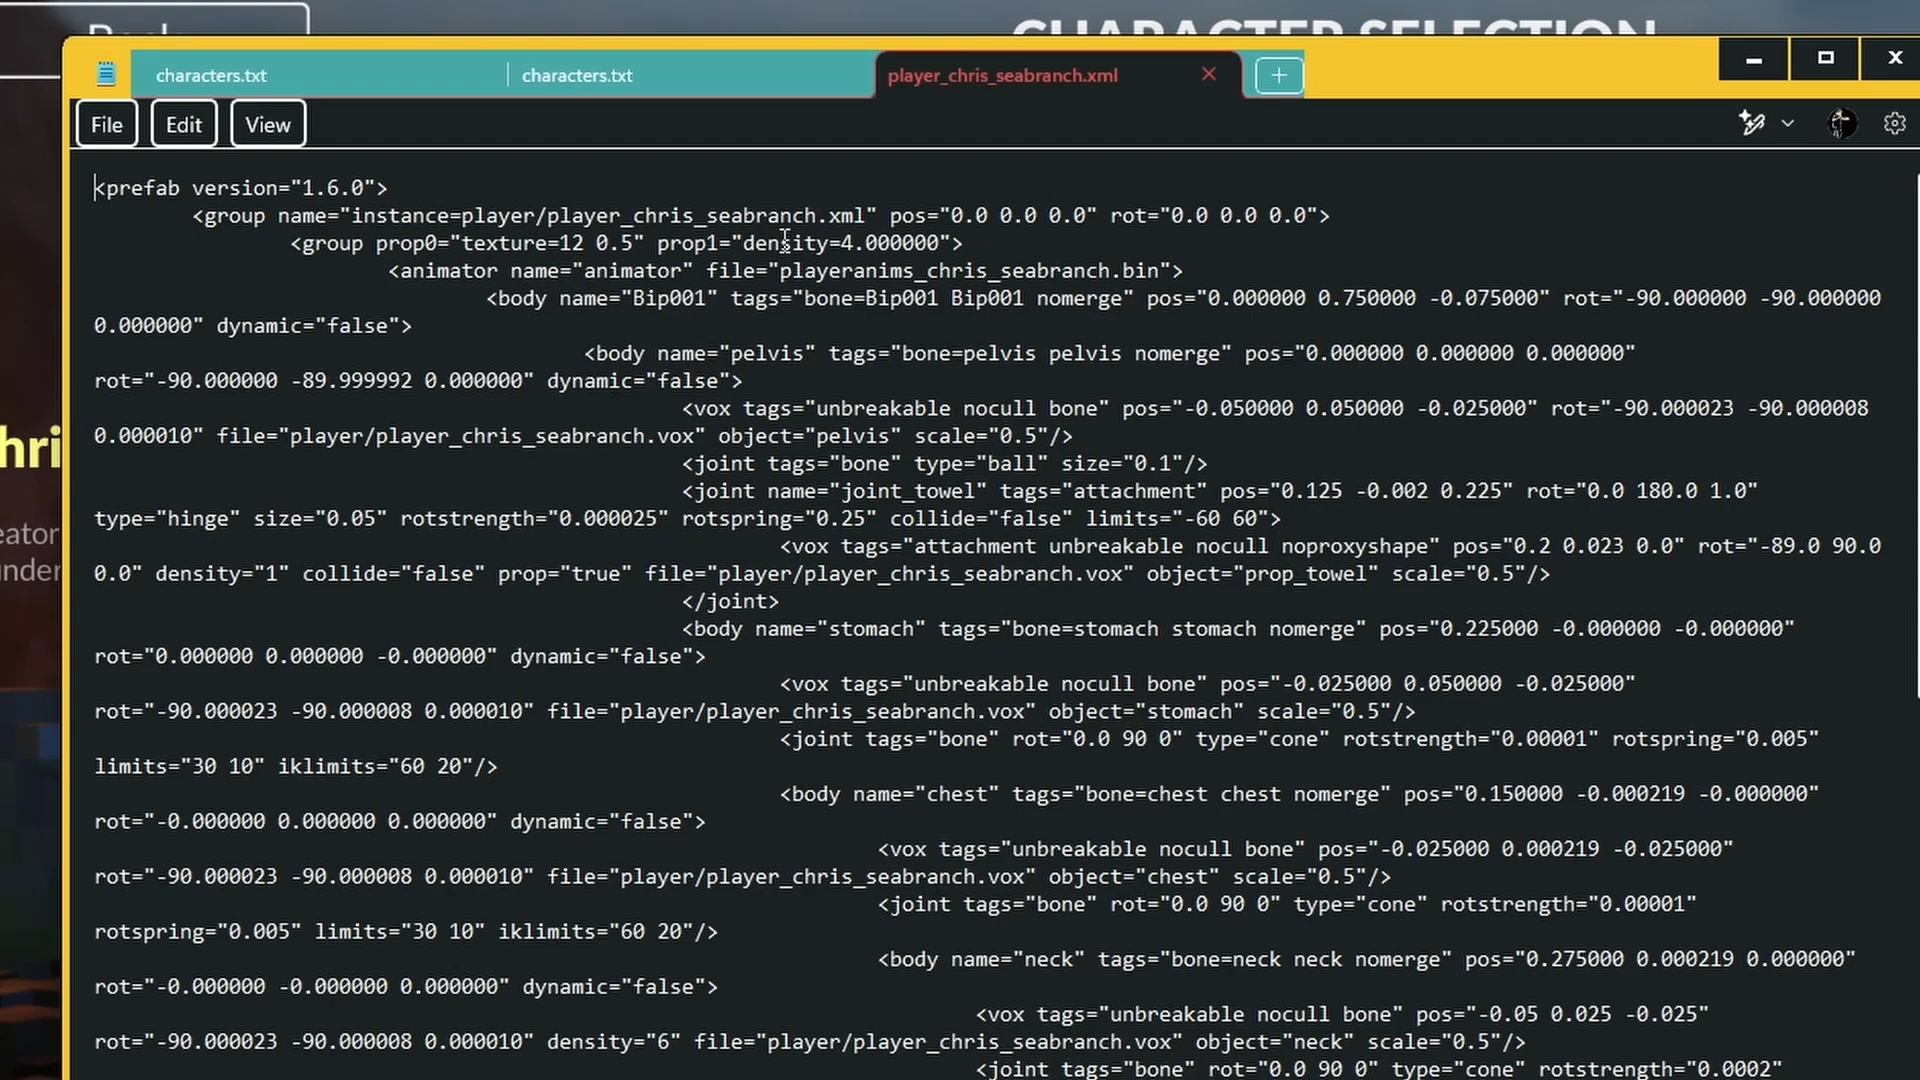 CHARACTER SELECTION
characters.txt
characters.txt
player_chris_seabranch.xml
File
Edit
View
<prefab version="1.6.0">
<group name="instance=player/player_chris_seabranch.xml" pos="0.0 0.0 0.0" rot="0.0 0.0 0.0">
<group prop0="texture=12 0.5" prop1="density=4.000000">
<animator name="animator" file="playeranims_chris_seabranch.bin">
<body name="Bip001" tags="bone=Bip001 Bip001 nomerge" pos="0.000000 0.750000 -0.075000" rot="-90.000000 -90.000000
0.000000" dynamic="false">
<body name="pelvis" tags="bone=pelvis pelvis nomerge" pos="0.000000 0.000000 0.000000"
rot="-90.000000 -89.999992 0.000000" dynamic="false">
<vox tags="unbreakable nocull bone" pos="-0.050000 0.050000 -0.025000" rot="-90.000023 -90.000008
0.000010" file="player/player_chris_seabranch.vox" object="pelvis" scale="0.5"/>
<joint tags="bone" type="ball" size="0.1"/>
<joint name="joint_towel" tags="attachment" pos="0.125 -0.002 0.225" rot="0.0 180.0 1.0"
type="hinge" size="0.05" rotstrength="0.000025" rotspring="0.25" collide="false" limits="-60 60">
<vox tags="attachment unbreakable nocull noproxyshape" pos="0.2 0.023 0.0" rot="-89.0 90.0
0.0" density="1" collide="false" prop="true" file="player/player_chris_seabranch.vox" object="prop_towel" scale="0.5"/>
</joint>
<body name="stomach" tags="bone=stomach stomach nomerge" pos="0.225000 -0.000000 -0.000000"
rot="0.000000 0.000000 -0.000000" dynamic="false">
<vox tags="unbreakable nocull bone" pos="-0.025000 0.050000 -0.025000"
rot="-90.000023 -90.000008 0.000010" file="player/player_chris_seabranch.vox" object="stomach" scale="0.5"/>
<joint tags="bone" rot="0.0 90 0" type="cone" rotstrength="0.00001" rotspring="0.005"
limits="30 10" iklimits="60 20"/>
<body name="chest" tags="bone=chest chest nomerge" pos="0.150000 -0.000219 -0.000000"
rot="-0.000000 0.000000 0.000000" dynamic="false">
<vox tags="unbreakable nocull bone" pos="-0.025000 0.000219 -0.025000"
rot="-90.000023 -90.000008 0.000010" file="player/player_chris_seabranch.vox" object="chest" scale="0.5"/>
<joint tags="bone" rot="0.0 90 0" type="cone" rotstrength="0.00001"
rotspring="0.005" limits="30 10" iklimits="60 20"/>
<body name="neck" tags="bone=neck neck nomerge" pos="0.275000 0.000219 0.000000"
rot="-0.000000 -0.000000 0.000000" dynamic="false">
<vox tags="unbreakable nocull bone" pos="-0.05 0.025 -0.025"
rot="-90.000023 -90.000008 0.000010" density="6" file="player/player_chris_seabranch.vox" object="neck" scale="0.5"/>
<joint tags="bone" rot="0.0 90 0" type="cone" rotstrength="0.0002"
hri
eator
under